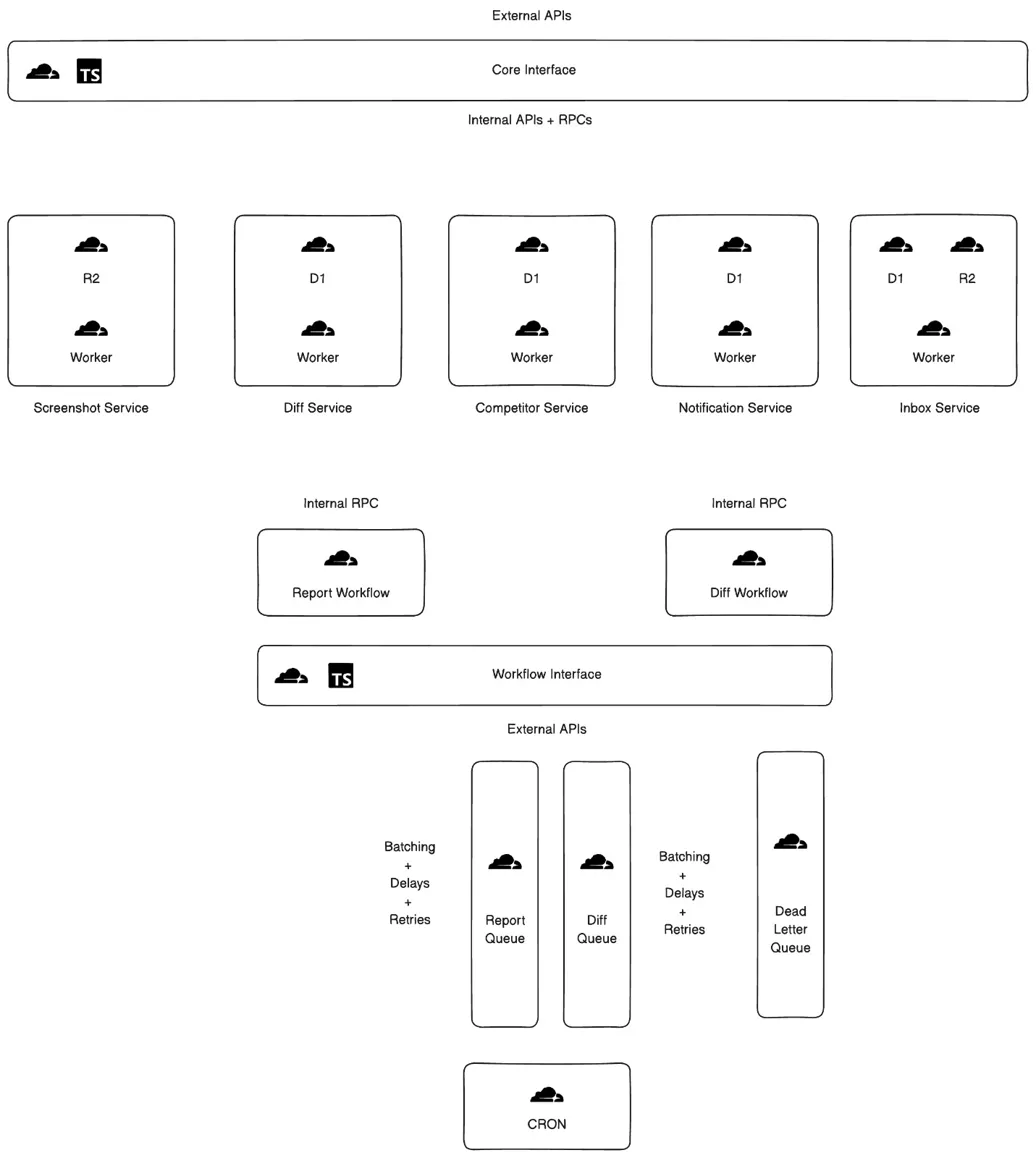 External APIs
TS
Core Interface
Internal APIs + RPCs
R2
Worker
Screenshot Service
D1
Worker
Diff Service
D1
Worker
Competitor Service
D1
Worker
Notification Service
D1
R2
Worker
Inbox Service
Internal RPC
Report Workflow
Internal RPC
Diff Workflow
TS
Workflow Interface
External APIs
Batching
+
Delays
+
Retries
Report
Queue
Diff
Queue
Batching
+
Delays
+
Retries
Dead
Letter
Queue
CRON